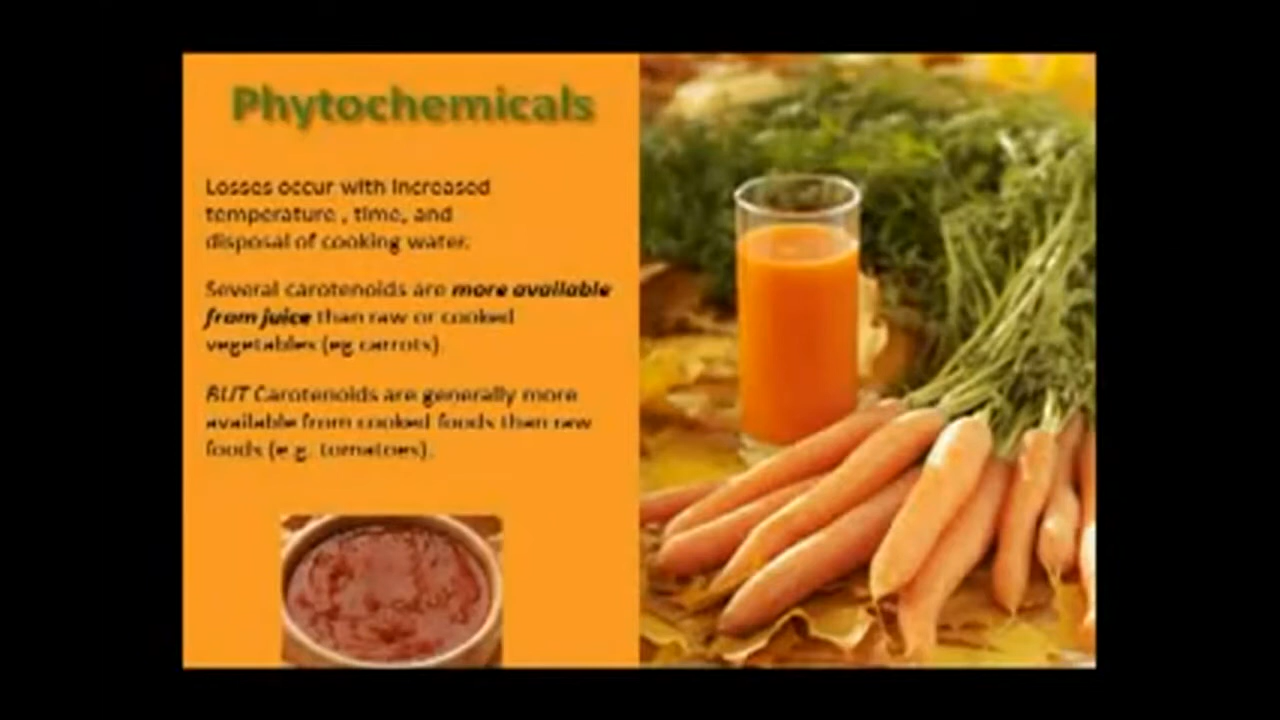 Phytochemicals
Losses occur with increased
temperature , time, and
disposal of cooking water.
Several carotenoids are more available
from juice than raw or cooked
vegetables (eg carrots)
BUT Carotenoids are generally more
available from cooked foods than raw
foods (e.g. tomatoes).